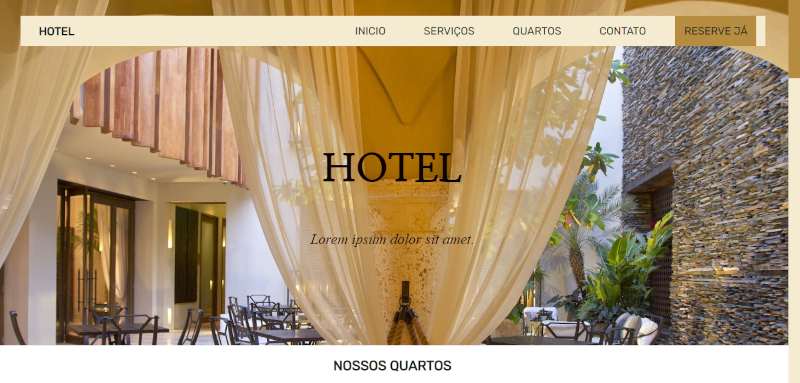 HOTEL INICIO SERVIÇOS QUARTOS CONTATO RESERVE JÁ
HOTEL
Lorem ipsum dolor sit amet.
NOSSOS QUARTOS